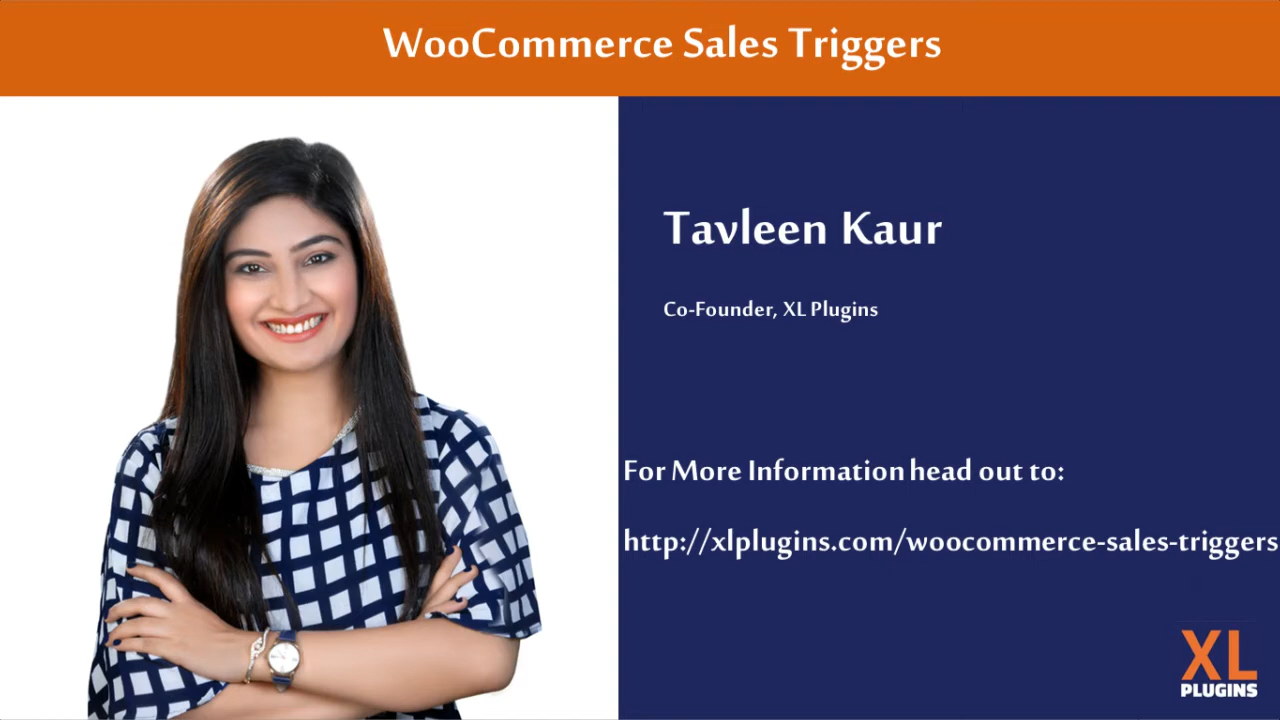 WooCommerce Sales Triggers
Tavleen Kaur
Co-Founder, XL Plugins
For More Information head out to:
http://xlplugins.com/woocommerce-sales-triggers
XL
PLUGINS